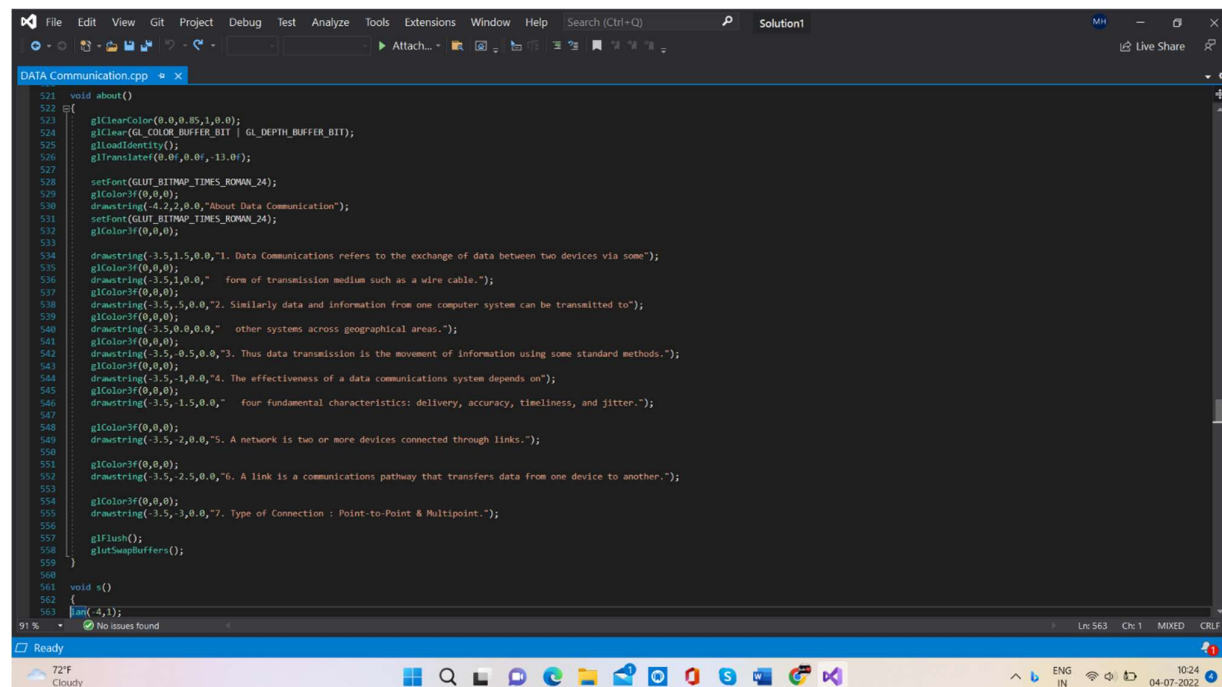 File Edit View Git Project Debug Test Analyze Tools Extensions Window Help Search (Ctrl+Q) Solution1 MH
Attach... Live Share
DATA Communication.cpp
521 void about()
522 {
523 glClearColor(0.0,0.85,1,0.0);
524 glClear(GL_COLOR_BUFFER_BIT | GL_DEPTH_BUFFER_BIT);
525 glLoadIdentity();
526 glTranslatef(0.0f,0.0f,-13.0f);
527
528 setFont(GLUT_BITMAP_TIMES_ROMAN_24);
529 glColor3f(0,0,0);
530 drawstring(-4.2,2,0.0,"About Data Communication");
531 setFont(GLUT_BITMAP_TIMES_ROMAN_24);
532 glColor3f(0,0,0);
533
534 drawstring(-3.5,1.5,0.0,"1. Data Communications refers to the exchange of data between two devices via some");
535 glColor3f(0,0,0);
536 drawstring(-3.5,1,0.0,"   form of transmission medium such as a wire cable.");
537 glColor3f(0,0,0);
538 drawstring(-3.5,.5,0.0,"2. Similarly data and information from one computer system can be transmitted to");
539 glColor3f(0,0,0);
540 drawstring(-3.5,0.0,0.0,"   other systems across geographical areas.");
541 glColor3f(0,0,0);
542 drawstring(-3.5,-0.5,0.0,"3. Thus data transmission is the movement of information using some standard methods.");
543 glColor3f(0,0,0);
544 drawstring(-3.5,-1,0.0,"4. The effectiveness of a data communications system depends on");
545 glColor3f(0,0,0);
546 drawstring(-3.5,-1.5,0.0,"   four fundamental characteristics: delivery, accuracy, timeliness, and jitter.");
547
548 glColor3f(0,0,0);
549 drawstring(-3.5,-2,0.0,"5. A network is two or more devices connected through links.");
550
551 glColor3f(0,0,0);
552 drawstring(-3.5,-2.5,0.0,"6. A link is a communications pathway that transfers data from one device to another.");
553
554 glColor3f(0,0,0);
555 drawstring(-3.5,-3,0.0,"7. Type of Connection : Point-to-Point & Multipoint.");
556
557 glFlush();
558 glutSwapBuffers();
559 }
560
561 void s()
562 {
563 lan(-4,1);
91 % No issues found Ln: 563 Ch: 1 MIXED CRLF
Ready 1
72°F ENG 10:24
Cloudy IN 04-07-2022 4